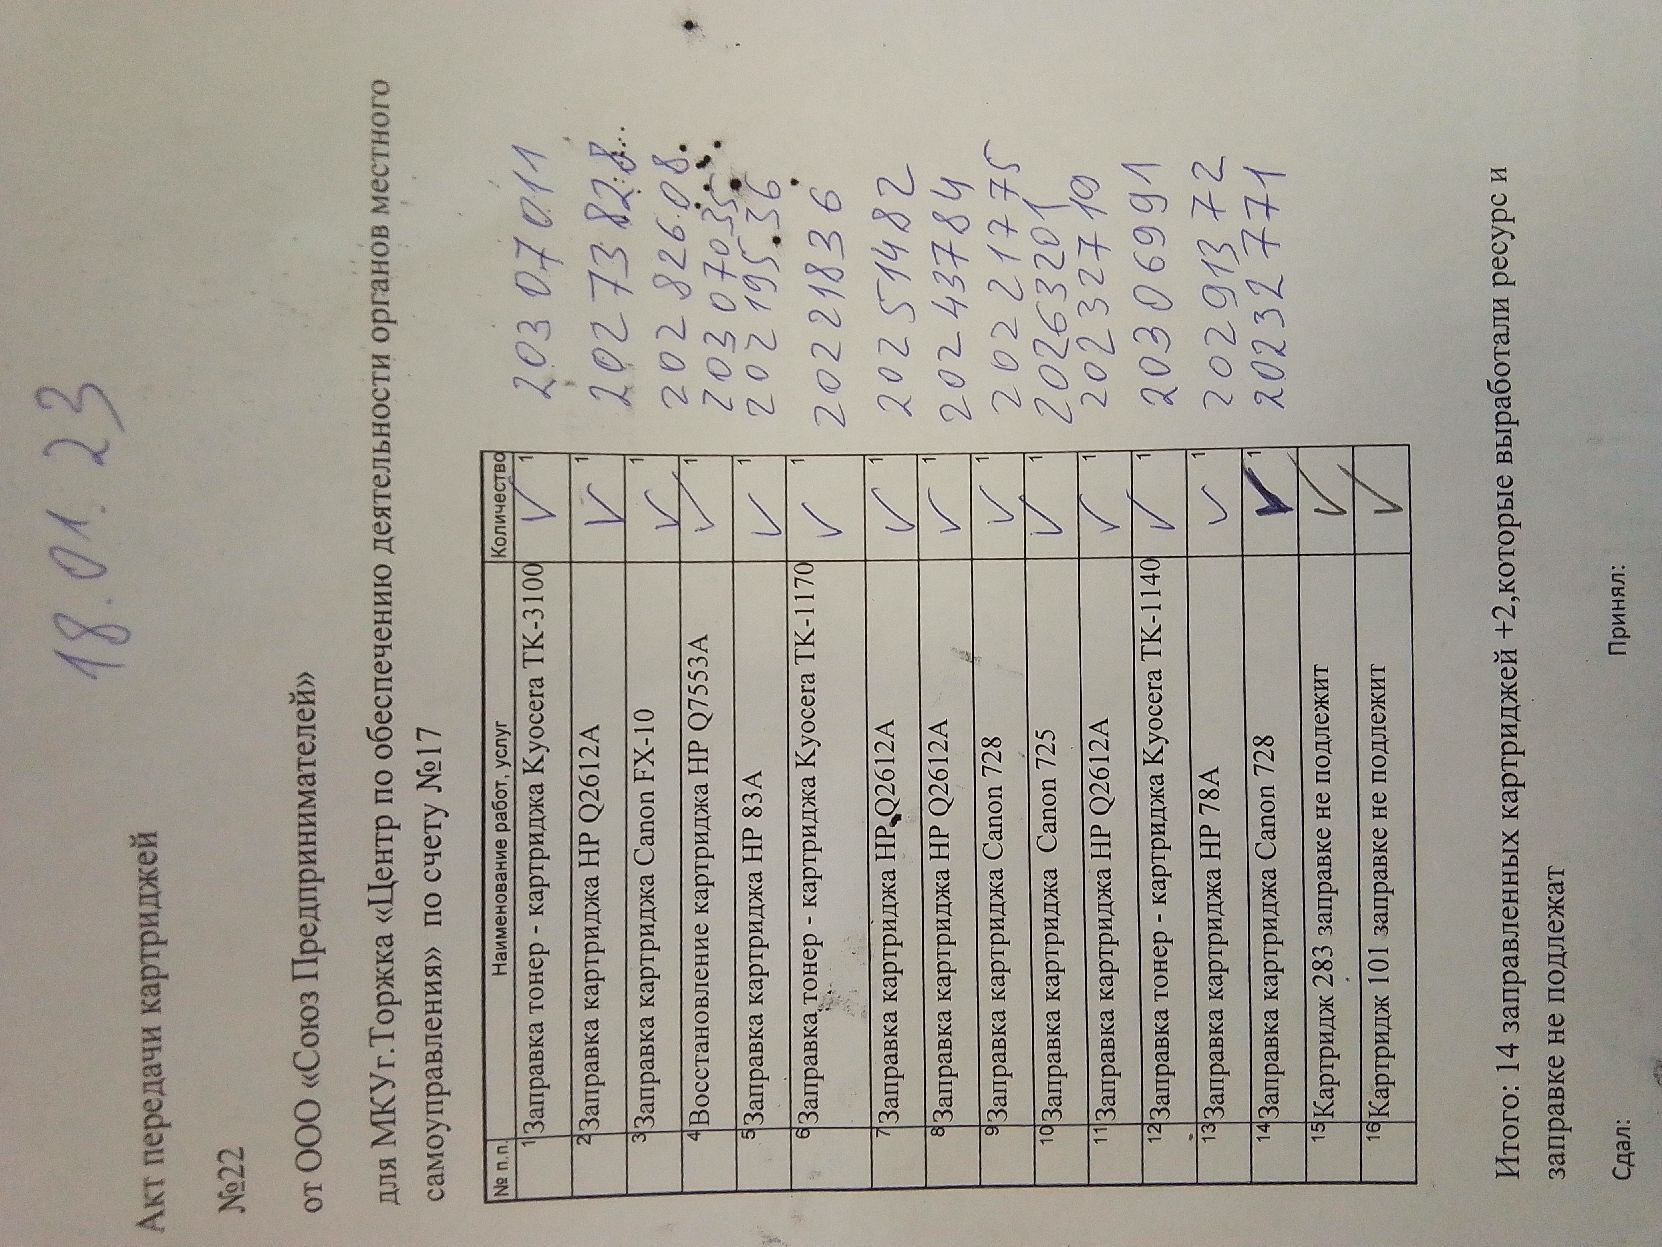 18.01.23
Акт передачи картриджей
№22
от ООО «Союз Предпринимателей»
для МКУг.Торжка «Центр по обеспечению деятельности органов местного
самоуправления» по счету №17
№ п.п. Наименование работ, услуг Количество
1 Заправка тонер - картриджа Kyocera TK-3100 1 20307011
2 Заправка картриджа HP Q2612A 1 20273828
3 Заправка картриджа Canon FX-10 1 20282608
4 Восстановление картриджа HP Q7553A 1 20307035
5 Заправка картриджа HP 83A 1 20219536
6 Заправка тонер - картриджа Kyocera TK-1170 1 20221836
7 Заправка картриджа HP Q2612A 1 20251482
8 Заправка картриджа HP Q2612A 1 20243784
9 Заправка картриджа Canon 728 1 20221775
10 Заправка картриджа Canon 725 1 20263201
11 Заправка картриджа HP Q2612A 1 20232719
12 Заправка тонер - картриджа Kyocera TK-1140 1 20306991
13 Заправка картриджа HP 78A 1 20291372
14 Заправка картриджа Canon 728 1 20232771
15 Картридж 283 заправке не подлежит
16 Картридж 101 заправке не подлежит
Итого: 14 заправленных картриджей +2,которые выработали ресурс и
заправке не подлежат
Сдал: Принял: